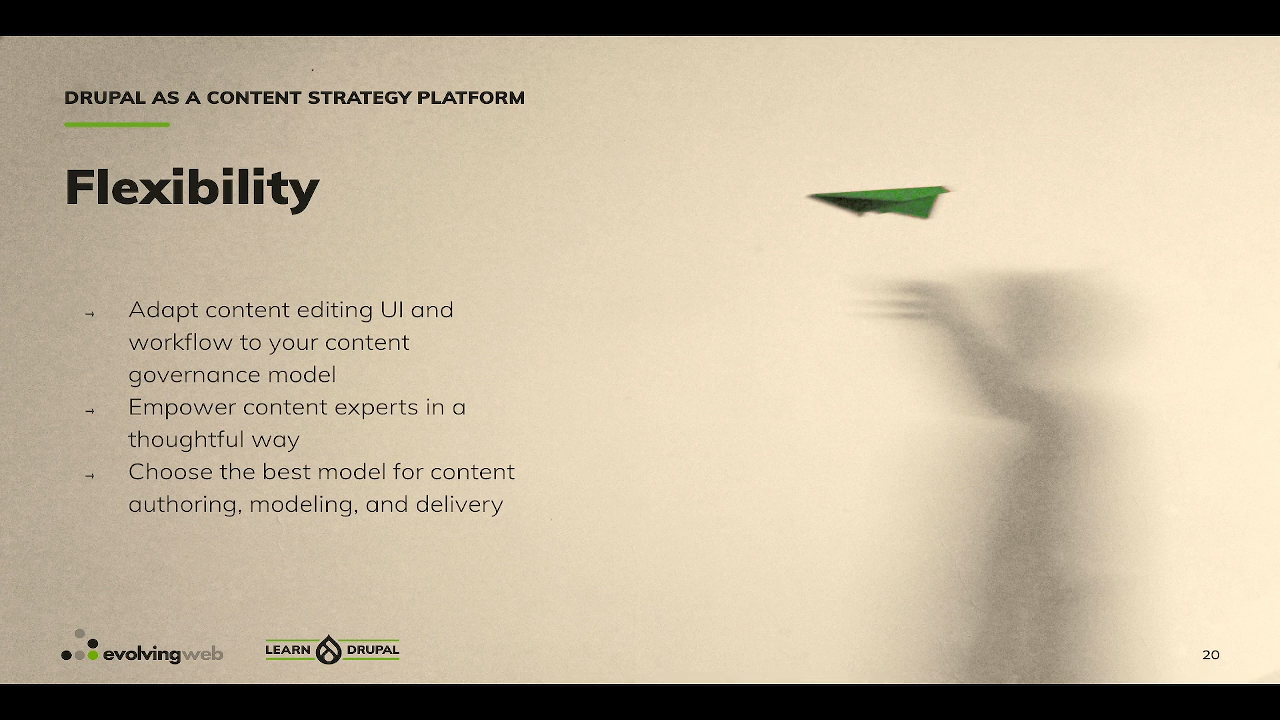 DRUPAL AS A CONTENT STRATEGY PLATFORM
Flexibility
→ Adapt content editing UI and
workflow to your content
governance model
→ Empower content experts in a
thoughtful way
→ Choose the best model for content
authoring, modeling, and delivery
evolvingweb
LEARN DRUPAL
20